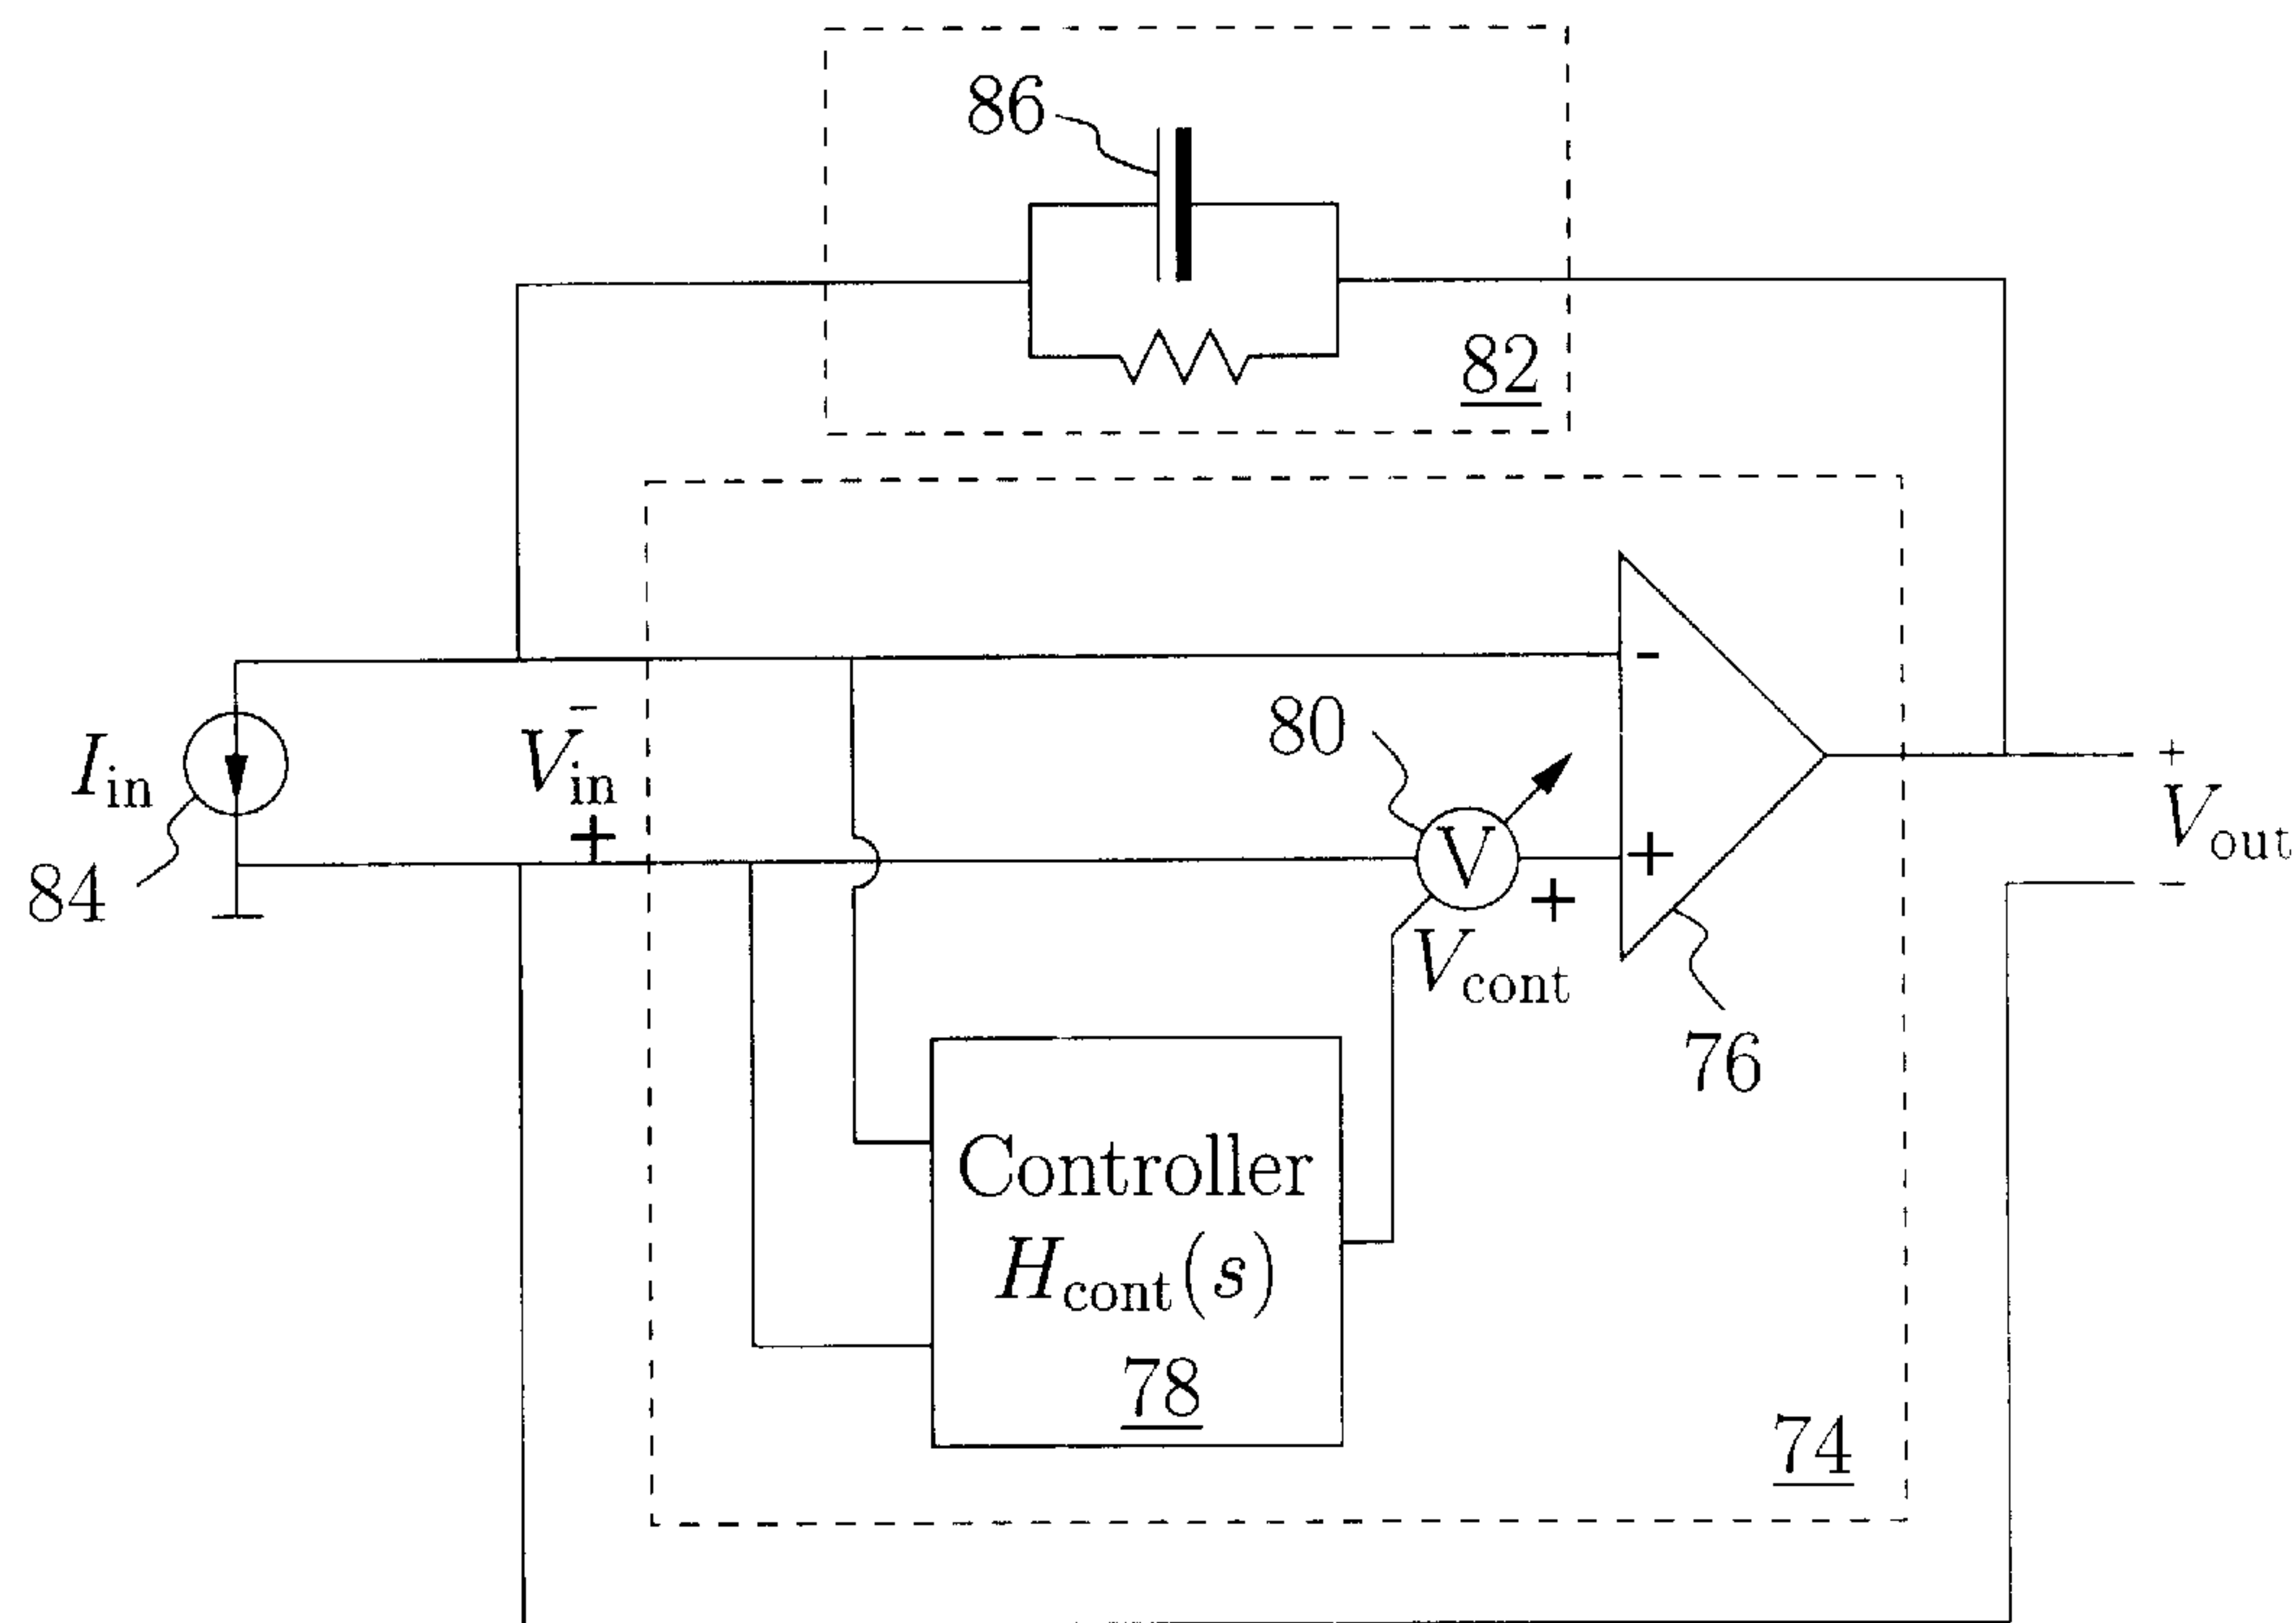 86
82
-
80
I_in
V_in
-
+
V
+
+
+
V_out
-
84
V_cont
76
Controller
H_cont(s)
78
74